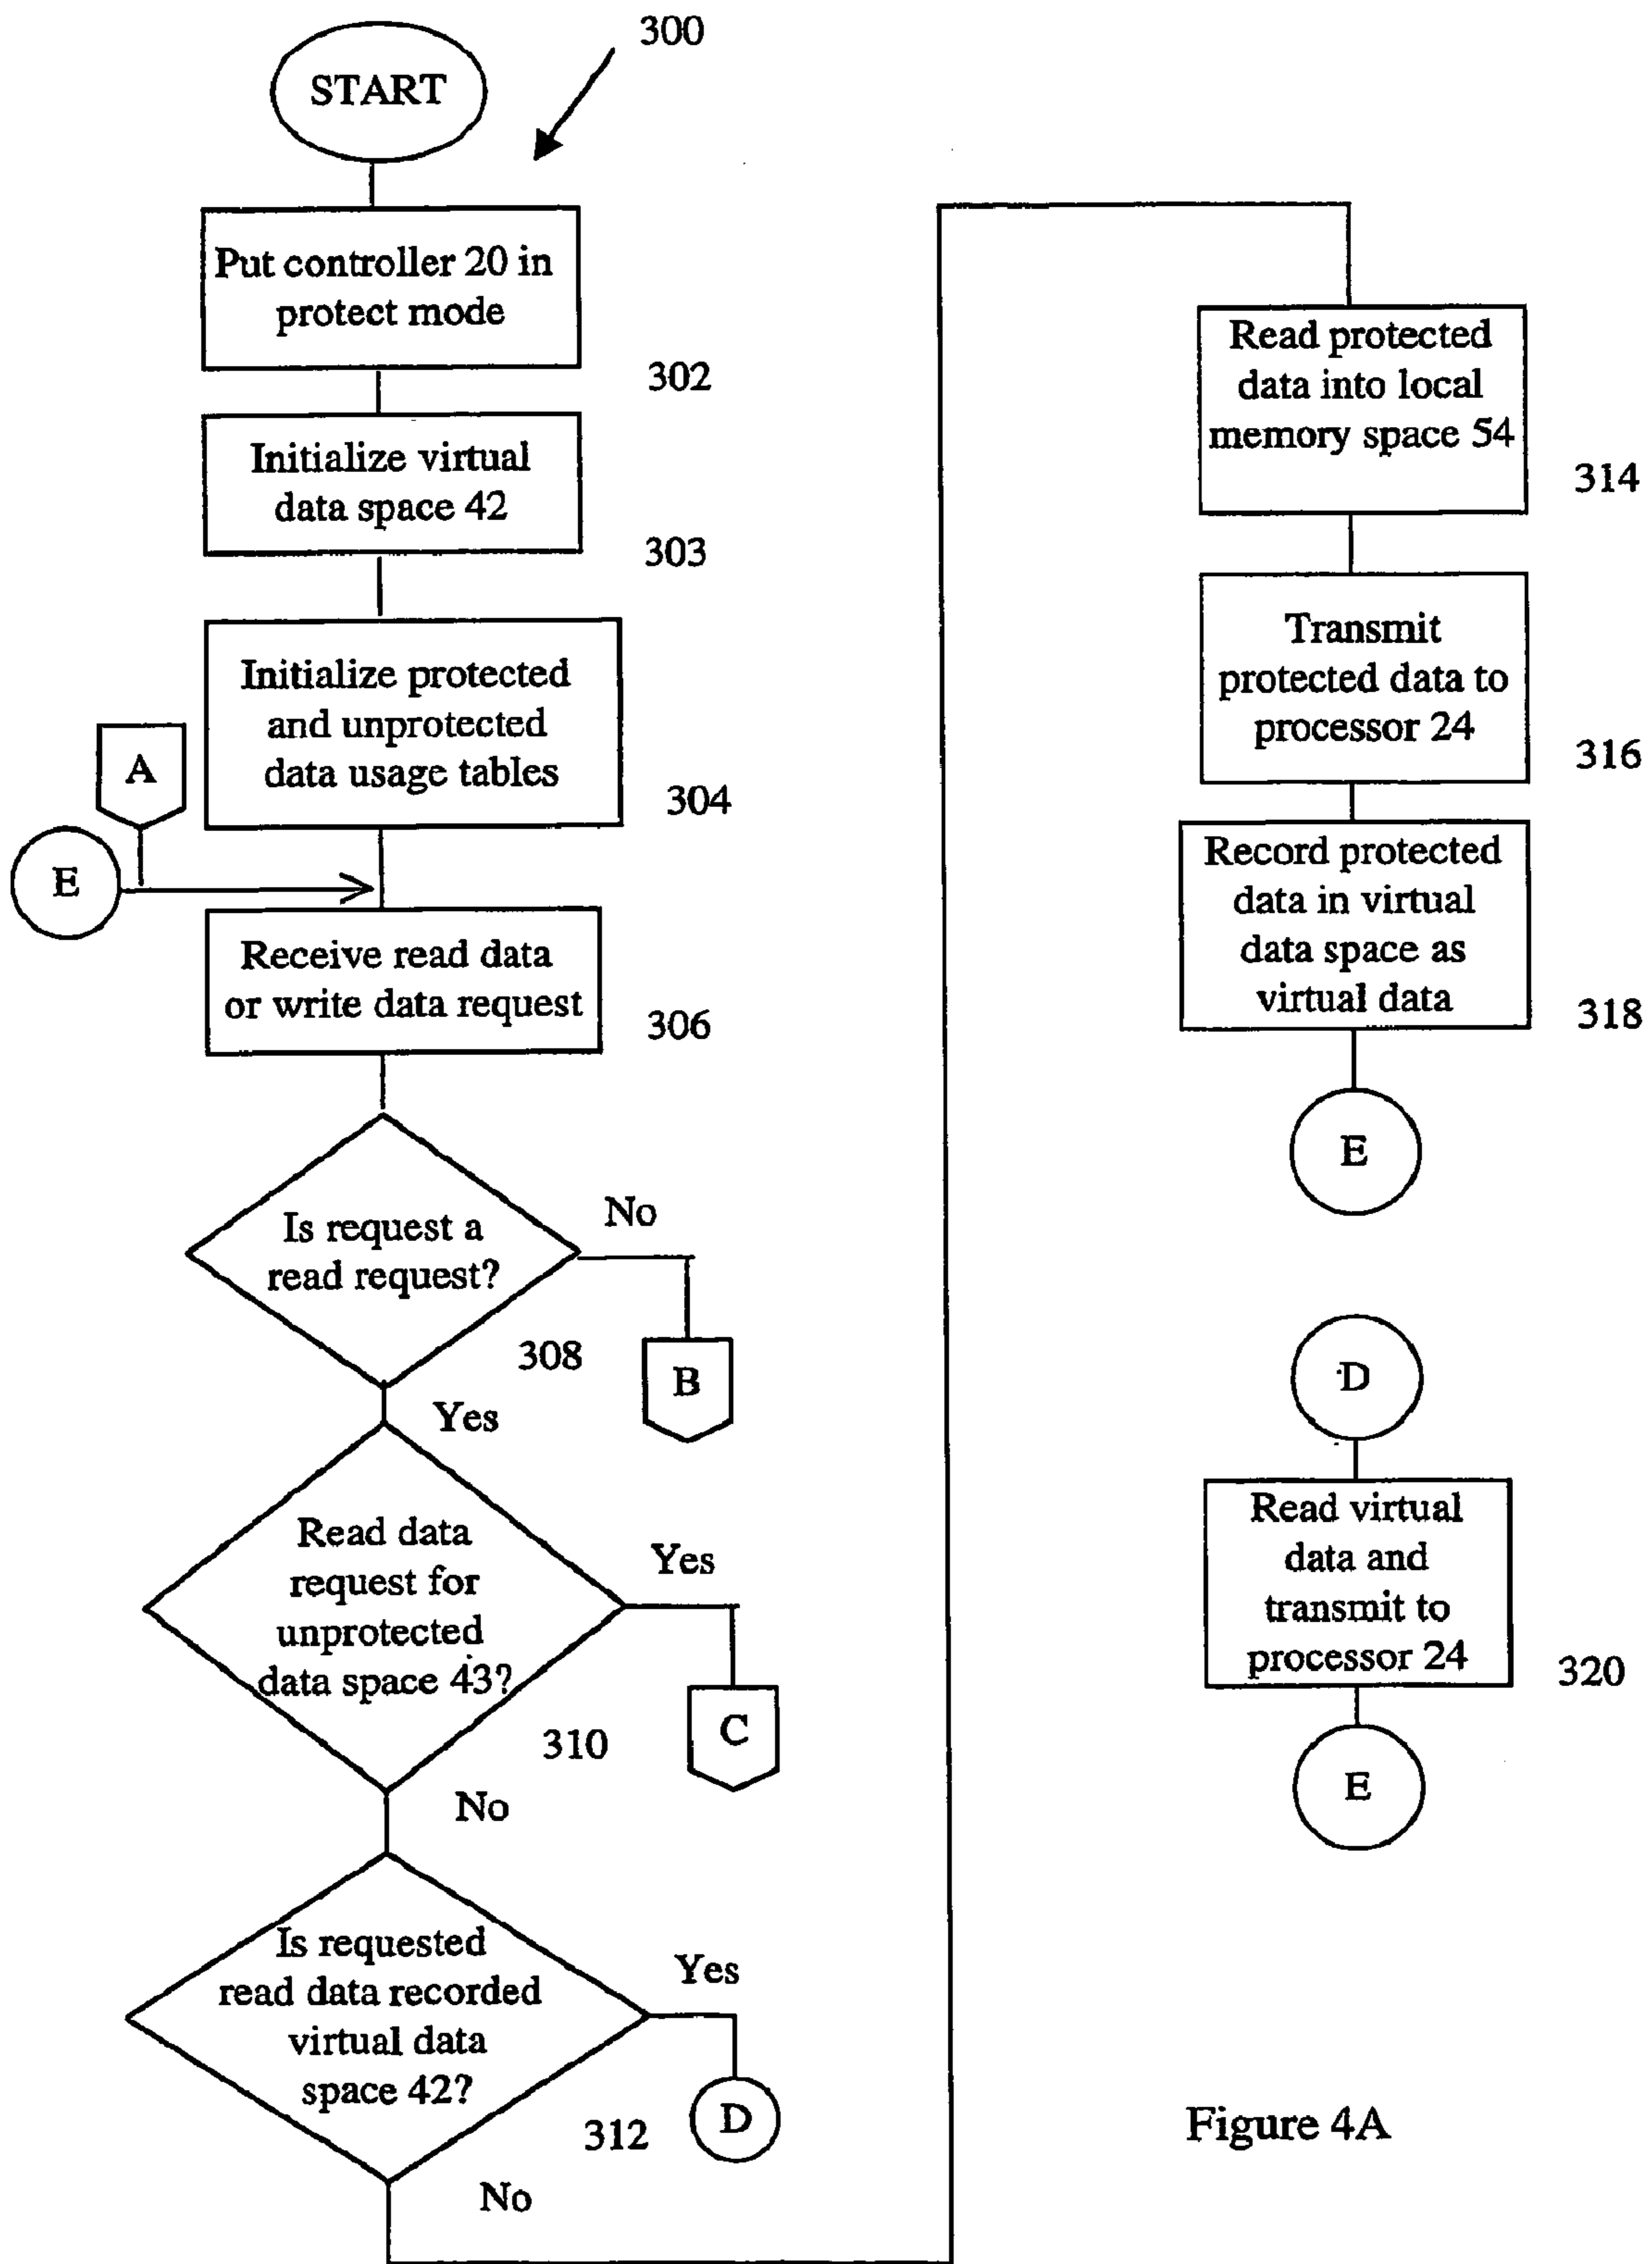 300
START
Put controller 20 in
protect mode
302
Initialize virtual
data space 42
303
Initialize protected
and unprotected
data usage tables
304
A
E
Receive read data
or write data request
306
Is request a
read request?
No
308
B
Yes
Read data
request for
unprotected
data space 43?
Yes
310
C
No
Is requested
read data recorded
virtual data
space 42?
Yes
312
D
No
Read protected
data into local
memory space 54
314
Transmit
protected data to
processor 24
316
Record protected
data in virtual
data space as
virtual data
318
E
D
Read virtual
data and
transmit to
processor 24
320
E
Figure 4A